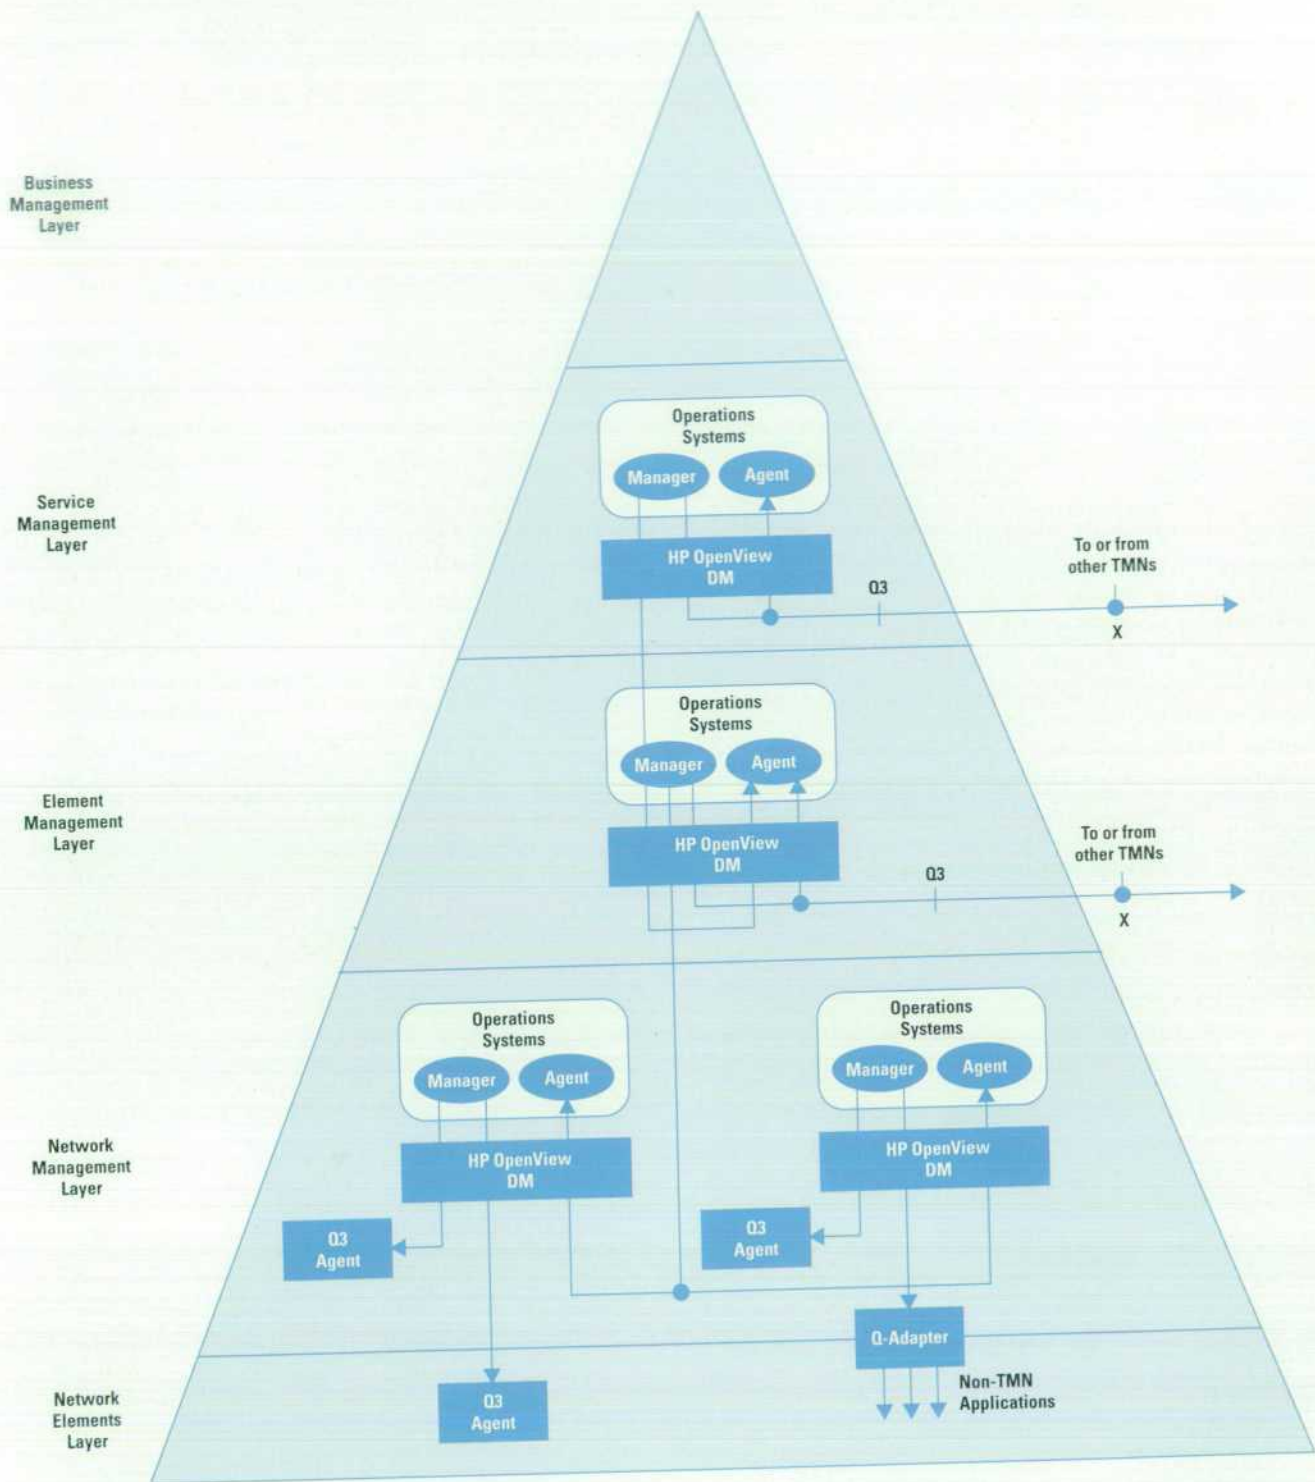 Business
Management
Layer
Operations
Systems
Manager
Agent
Service
Management
Layer
HP OpenView
DM
Q3
To or from
other TMNs
X
Operations
Systems
Manager
Agent
Element
Management
Layer
HP OpenView
DM
Q3
To or from
other TMNs
X
Operations
Systems
Manager
Agent
Operations
Systems
Manager
Agent
Network
Management
Layer
HP OpenView
DM
HP OpenView
DM
Q3
Agent
Q3
Agent
Q-Adapter
Network
Elements
Layer
Q3
Agent
Non-TMN
Applications